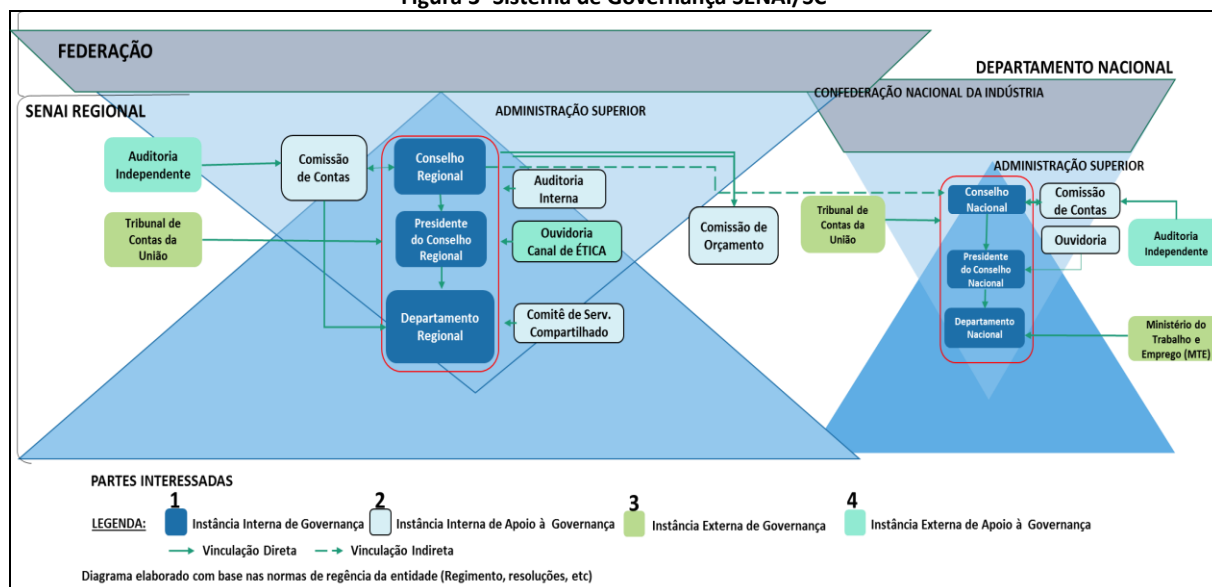 Figura 5- Sistema de Governança SENAI/SC
FEDERAÇÃO
DEPARTAMENTO NACIONAL
CONFEDERAÇÃO NACIONAL DA INDÚSTRIA
SENAI REGIONAL
ADMINISTRAÇÃO SUPERIOR
Auditoria
Independente
Comissão
de Contas
Conselho
Regional
Auditoria
Interna
Tribunal de
Contas da
União
Presidente
do Conselho
Regional
Ouvidoria
Canal de ÉTICA
Departamento
Regional
Comitê de Serv.
Compartilhado
Comissão de
Orçamento
ADMINISTRAÇÃO SUPERIOR
Tribunal de
Contas da
União
Conselho
Nacional
Comissão
de Contas
Ouvidoria
Auditoria
Independente
Presidente
do Conselho
Nacional
Departamento
Nacional
Ministério do
Trabalho e
Emprego (MTE)
PARTES INTERESSADAS
1
2
3
4
LEGENDA:
Instância Interna de Governança
Instância Interna de Apoio à Governança
Instância Externa de Governança
Instância Externa de Apoio à Governança
Vinculação Direta
Vinculação Indireta
Diagrama elaborado com base nas normas de regência da entidade (Regimento, resoluções, etc)